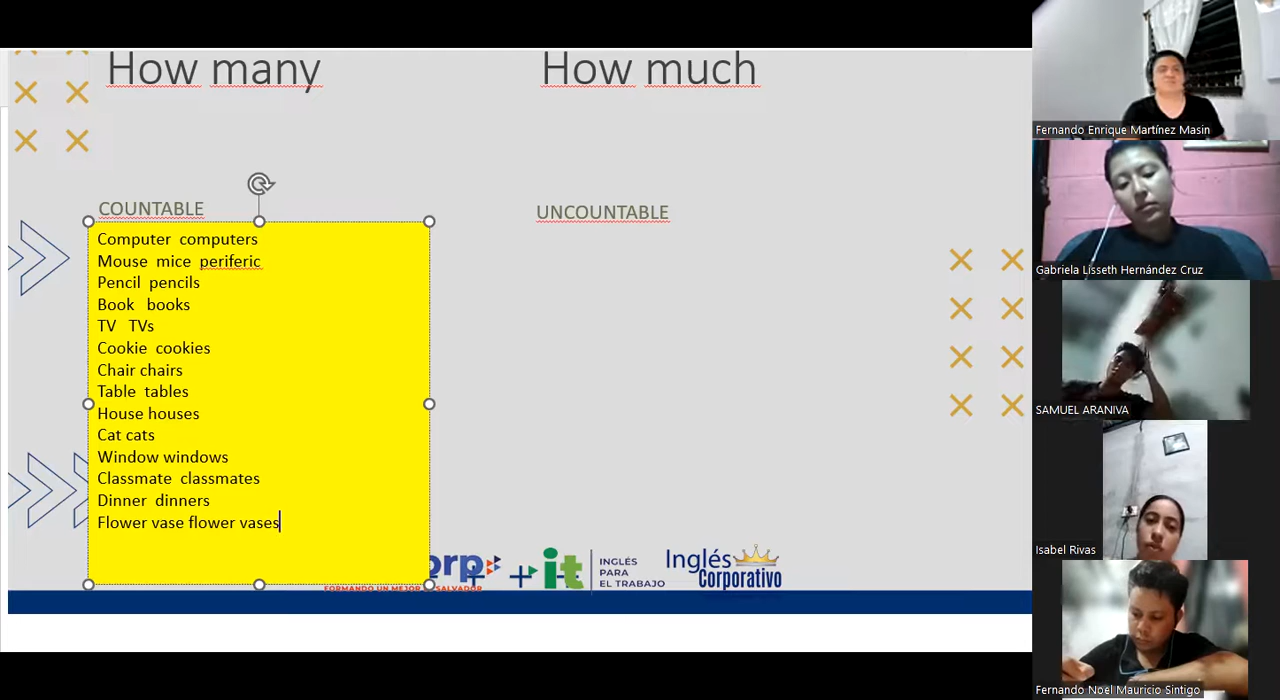 How many
How much
COUNTABLE
UNCOUNTABLE
Computer computers
Mouse mice periferic
Pencil pencils
Book books
TV TVs
Cookie cookies
Chair chairs
Table tables
House houses
Cat cats
Window windows
Classmate classmates
Dinner dinners
Flower vase flower vases
orp
FORMANDO UN MEJOR SALVADOR
it
INGLÉS
PARA
EL TRABAJO
Inglés
Corporativo
Fernando Enrique Martínez Masin
Gabriela Lisseth Hernández Cruz
SAMUEL ARANIVA
Isabel Rivas
Fernando Noel Mauricio Sintigo